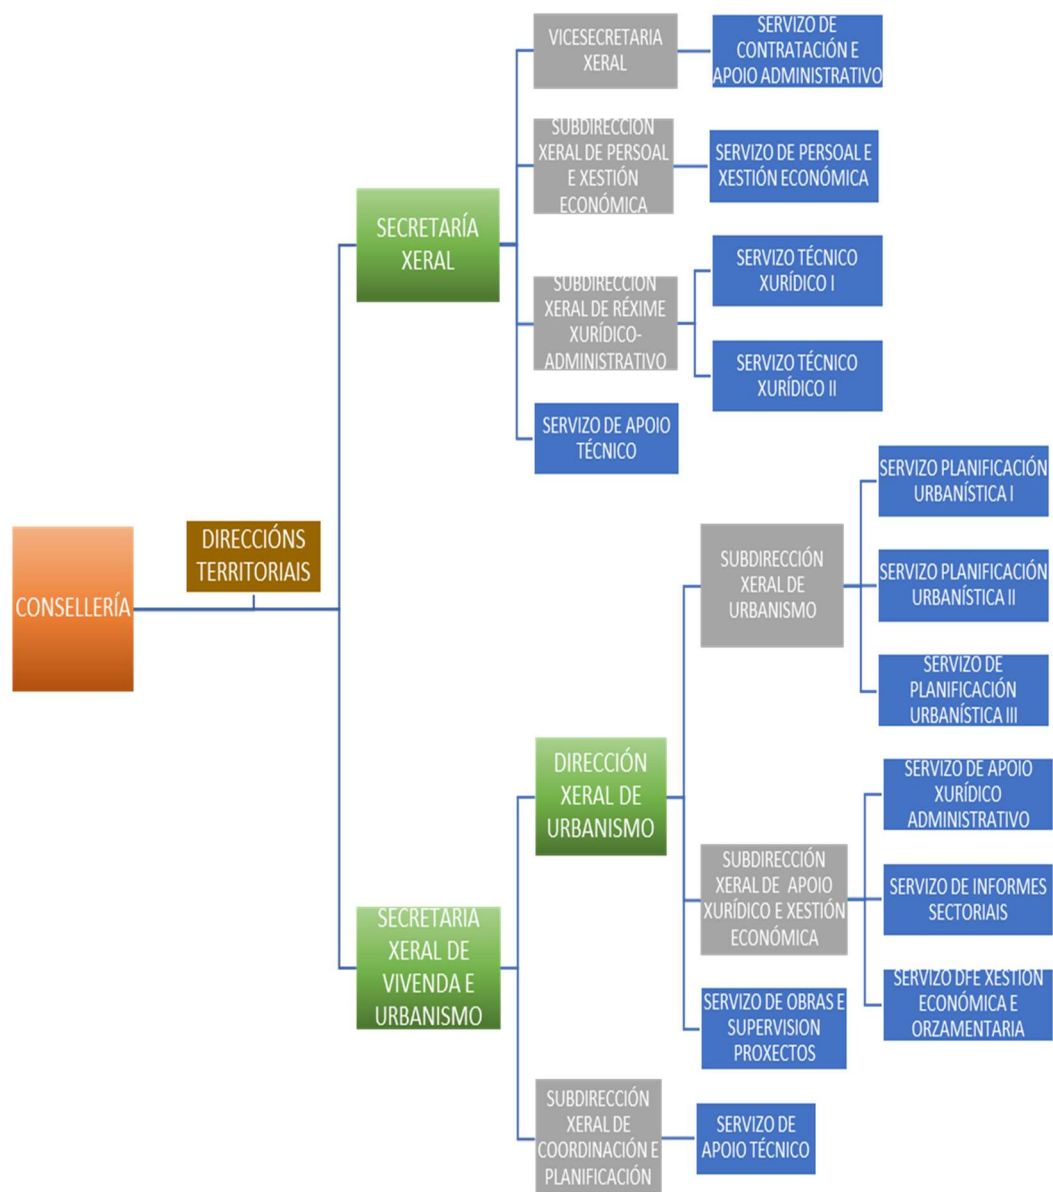 VICESECRETARIA
XERAL
SERVIZO DE
CONTRATACIÓN E
APOIO ADMINISTRATIVO
SUBDIRECCIÓN
XERAL DE PERSOAL
E XESTIÓN
ECONÓMICA
SERVIZO DE PERSOAL E
XESTIÓN ECONÓMICA
SECRETARÍA
XERAL
SUBDIRECCIÓN
XERAL DE RÉXIME
XURÍDICO-
ADMINISTRATIVO
SERVIZO TÉCNICO
XURÍDICO I
SERVIZO TÉCNICO
XURÍDICO II
SERVIZO DE APOIO
TÉCNICO
CONSELLERÍA
DIRECCIÓNS
TERRITORIAIS
SUBDIRECCIÓN
XERAL DE
URBANISMO
SERVIZO PLANIFICACIÓN
URBANÍSTICA I
SERVIZO PLANIFICACIÓN
URBANÍSTICA II
SERVIZO DE
PLANIFICACIÓN
URBANÍSTICA III
DIRECCIÓN
XERAL DE
URBANISMO
SUBDIRECCIÓN
XERAL DE APOIO
XURÍDICO E XESTIÓN
ECONÓMICA
SERVIZO DE APOIO
XURÍDICO
ADMINISTRATIVO
SERVIZO DE INFORMES
SECTORIAIS
SERVIZO DFE XESTIÓN
ECONÓMICA E
ORZAMENTARIA
SECRETARIA
XERAL DE
VIVENDA E
URBANISMO
SERVIZO DE OBRAS E
SUPERVISION
PROXECTOS
SUBDIRECCIÓN
XERAL DE
COORDINACIÓN E
PLANIFICACIÓN
SERVIZO DE
APOIO TÉCNICO